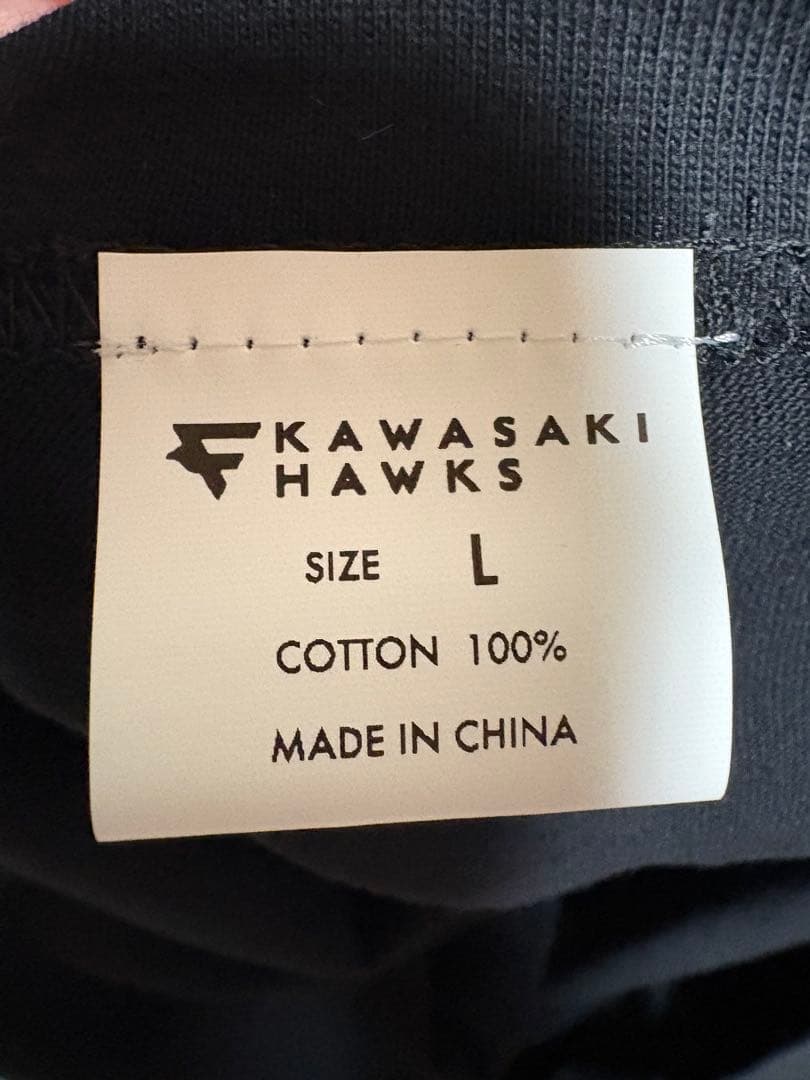 KAWASAKI
HAWKS
SIZE L
COTTON 100%
MADE IN CHINA